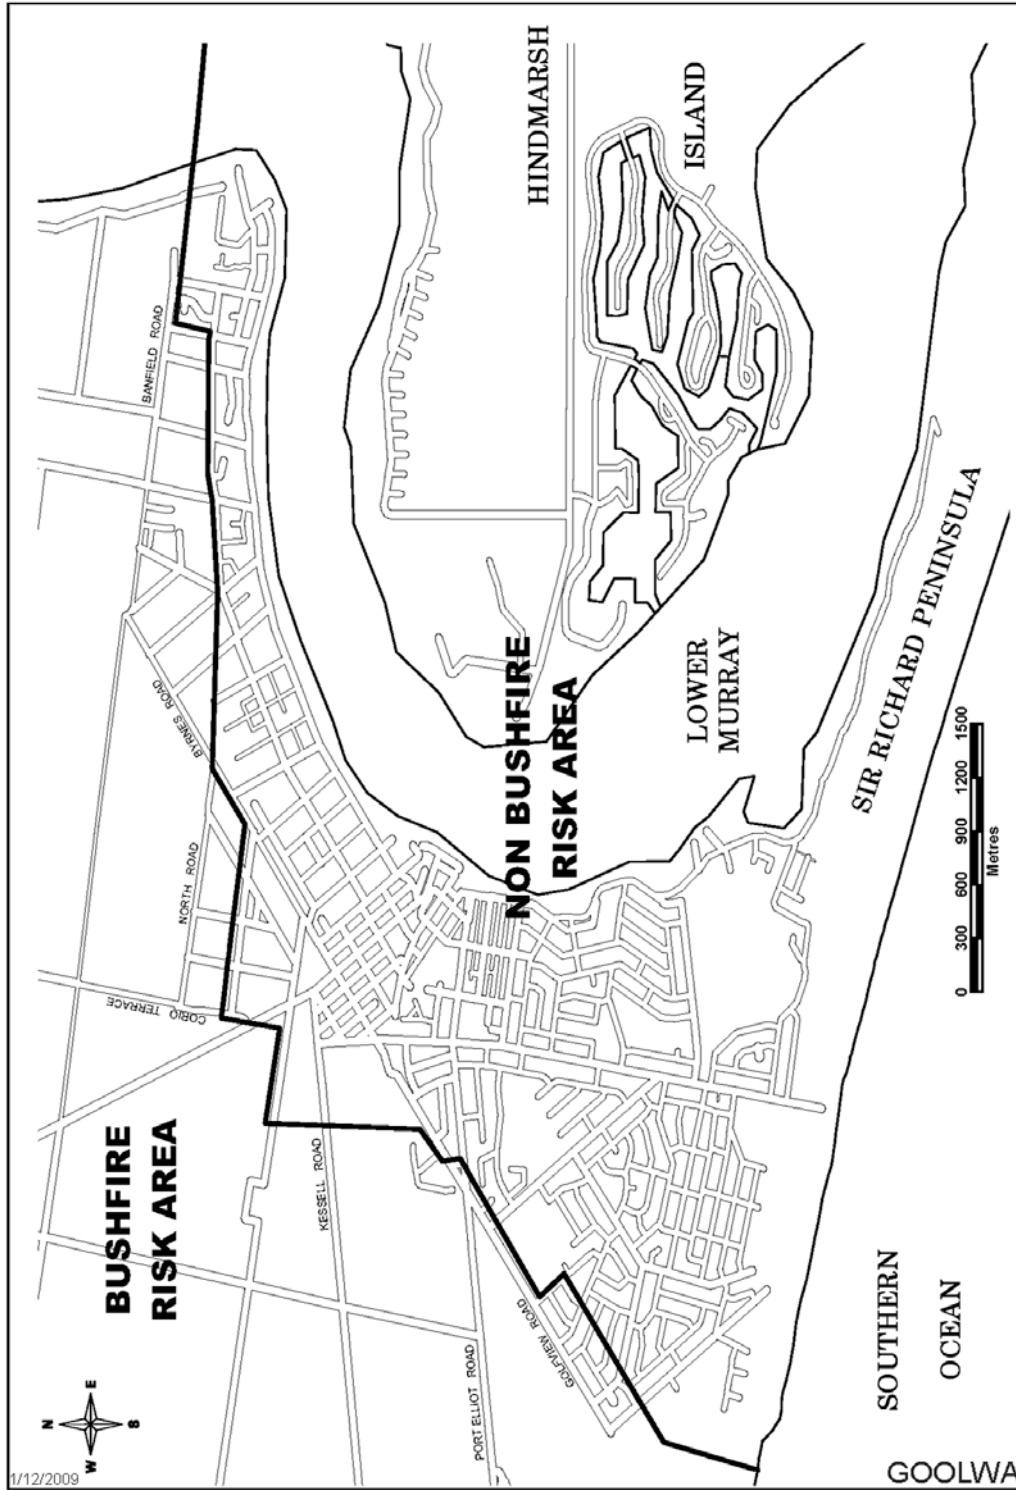 1/12/2009
N
W
E
S
BUSHFIRE
RISK AREA
BANFIELD ROAD
BYRNES ROAD
NORTH ROAD
COBIO TERRACE
KESSELL ROAD
PORT ELLIOT ROAD
GOLFVIEW ROAD
HINDMARSH
ISLAND
NON BUSHFIRE
RISK AREA
LOWER
MURRAY
SIR RICHARD PENINSULA
SOUTHERN
OCEAN
0 300 600 900 1200 1500
Metres
GOOLWA